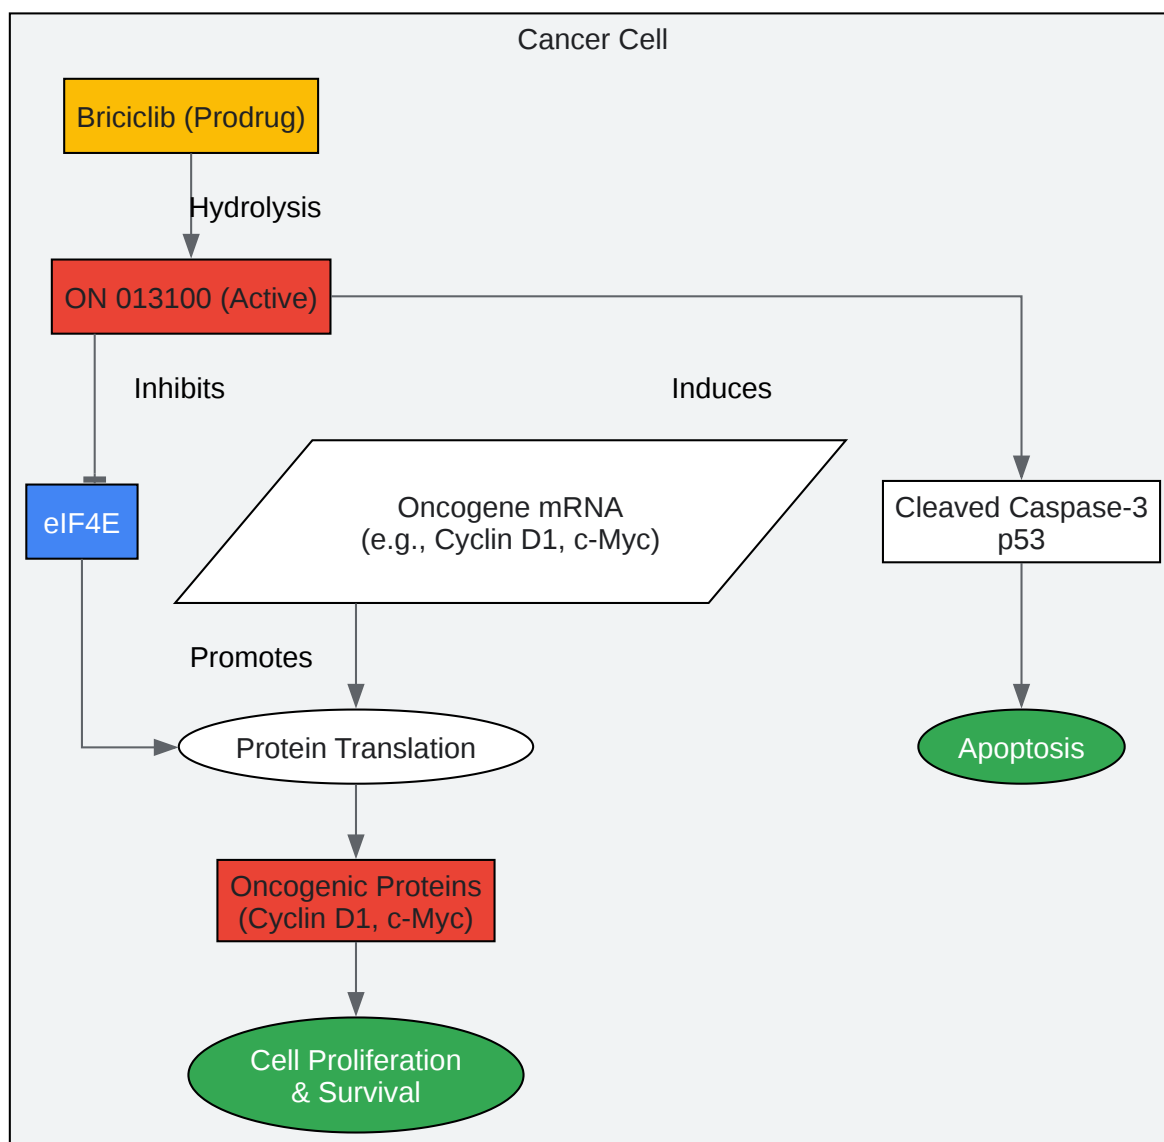 Cancer Cell
Briciclib (Prodrug)
Hydrolysis
ON 013100 (Active)
Inhibits
Induces
Oncogene mRNA
(e.g., Cyclin D1, c-Myc)
Cleaved Caspase-3
p53
eIF4E
Promotes
Protein Translation
Apoptosis
Oncogenic Proteins
(Cyclin D1, c-Myc)
Cell Proliferation
& Survival